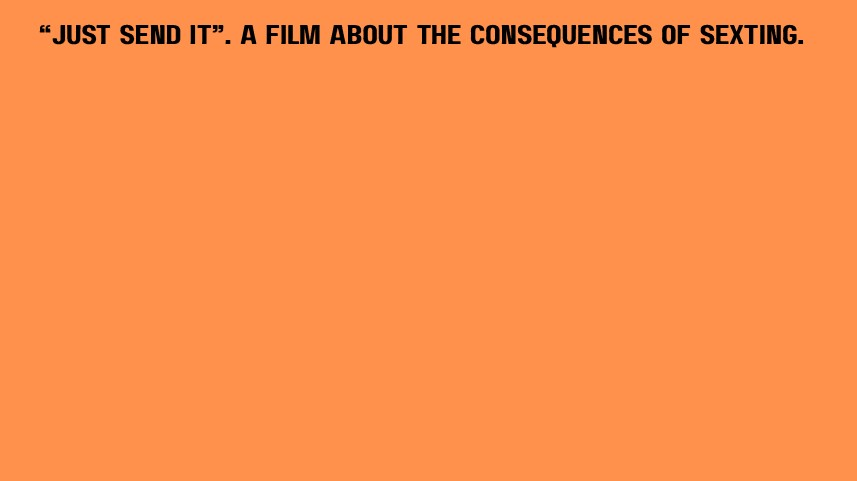 “JUST SEND IT”. A FILM ABOUT THE CONSEQUENCES OF SEXTING.